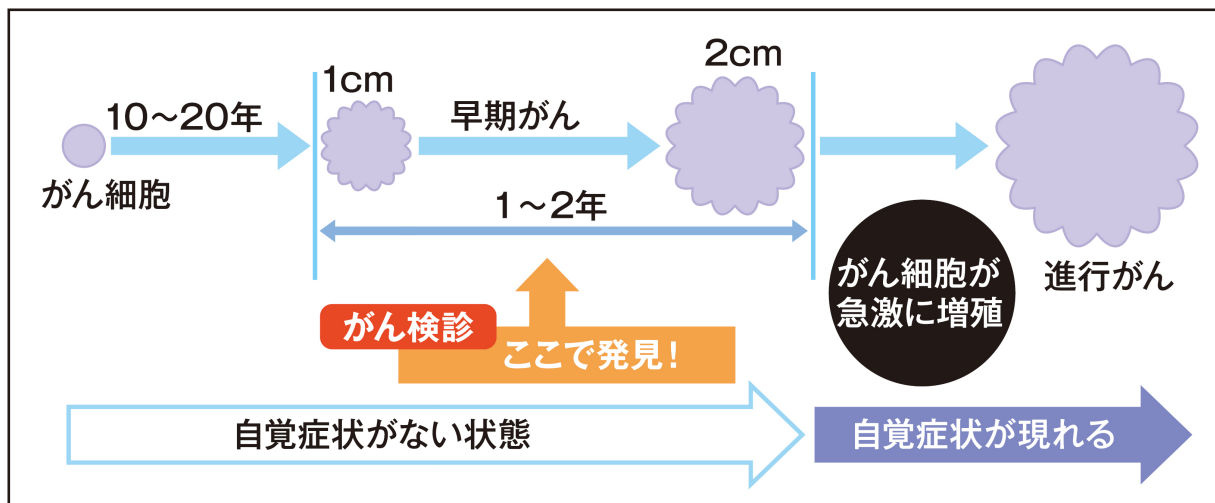 10～20年
がん細胞
1cm
早期がん
2cm
1～2年
がん検診
ここで発見！
がん細胞が
急激に増殖
進行がん
自覚症状がない状態
自覚症状が現れる